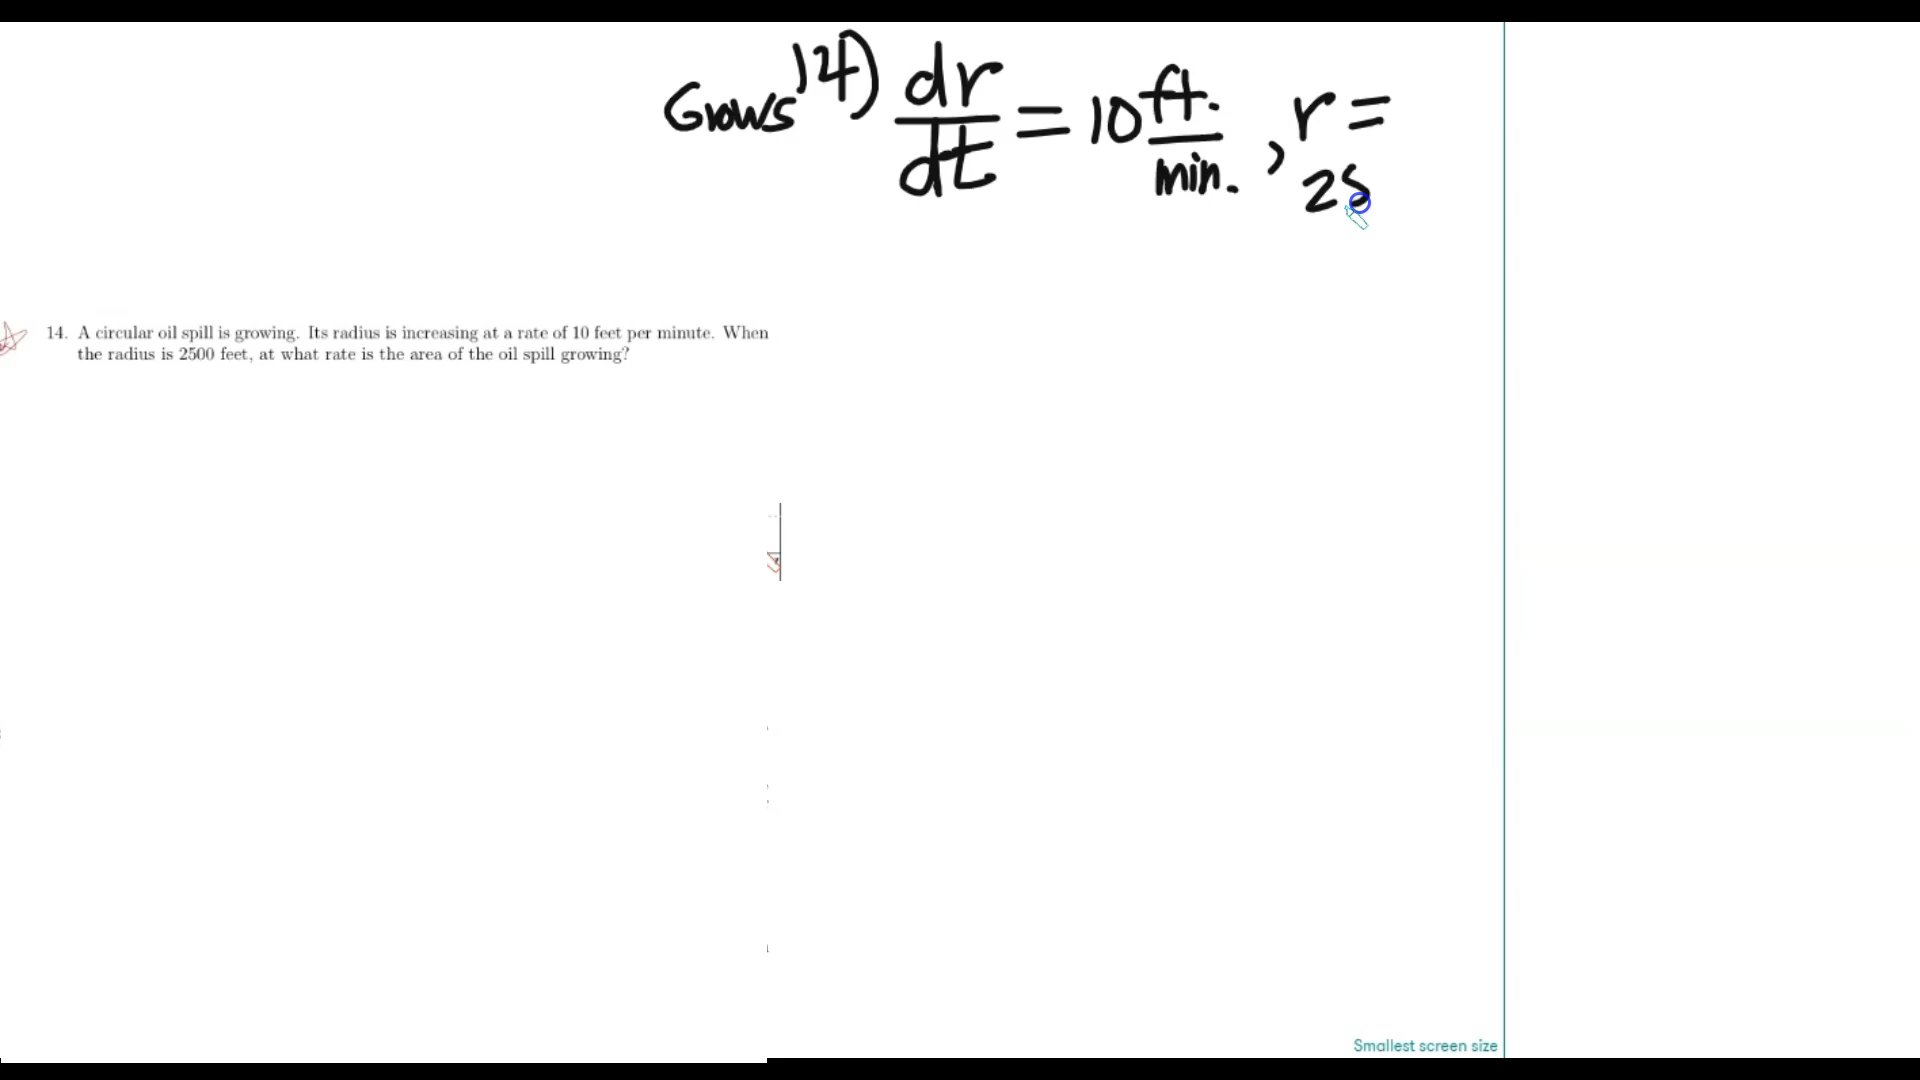 Grows 14) dr/dt = 10 ft./min. , r =
25
14. A circular oil spill is growing. Its radius is increasing at a rate of 10 feet per minute. When
the radius is 2500 feet, at what rate is the area of the oil spill growing?
Smallest screen size